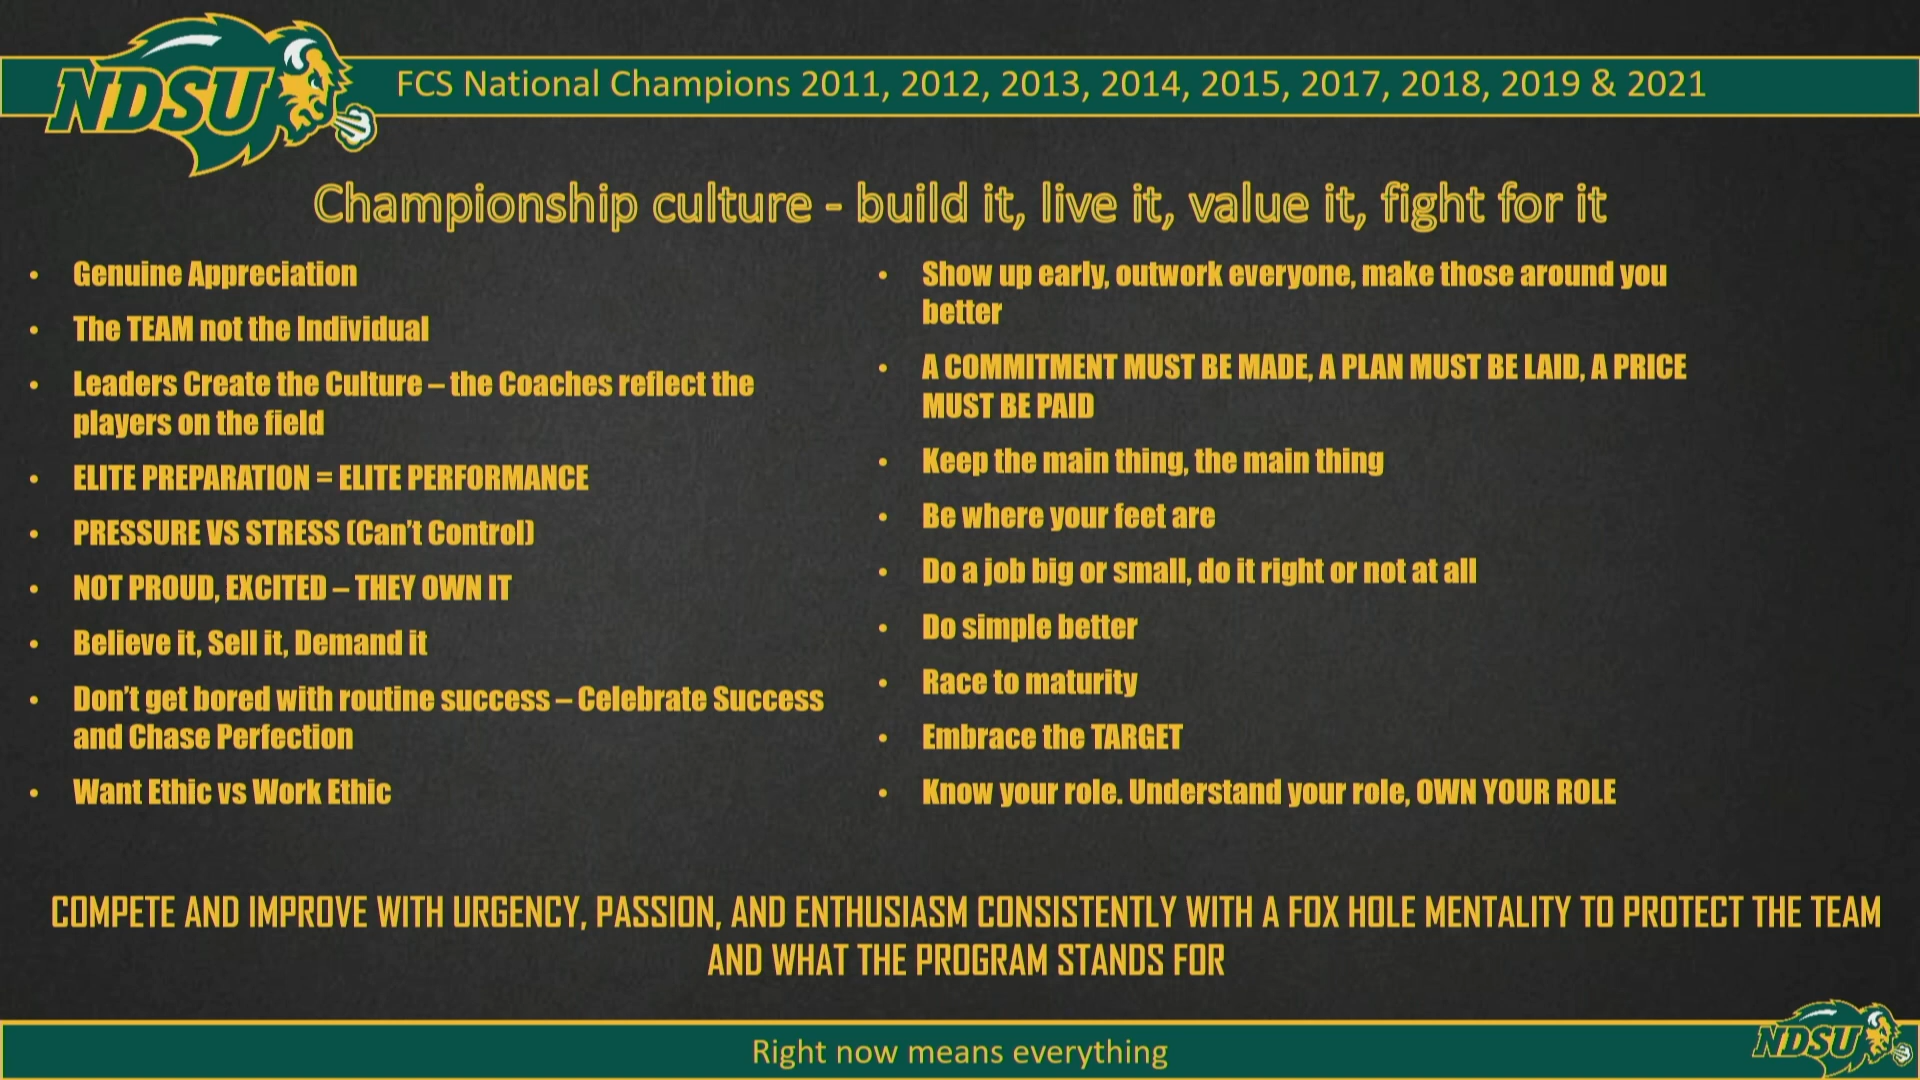 NDSU
FCS National Champions 2011, 2012, 2013, 2014, 2015, 2017, 2018, 2019 & 2021
Championship culture - build it, live it, value it, fight for it
• Genuine Appreciation
• The TEAM not the Individual
• Leaders Create the Culture – the Coaches reflect the
players on the field
• ELITE PREPARATION = ELITE PERFORMANCE
• PRESSURE VS STRESS (Can't Control)
• NOT PROUD, EXCITED – THEY OWN IT
• Believe it, Sell it, Demand it
• Don't get bored with routine success – Celebrate Success
and Chase Perfection
• Want Ethic vs Work Ethic
• Show up early, outwork everyone, make those around you
better
• A COMMITMENT MUST BE MADE, A PLAN MUST BE LAID, A PRICE
MUST BE PAID
• Keep the main thing, the main thing
• Be where your feet are
• Do a job big or small, do it right or not at all
• Do simple better
• Race to maturity
• Embrace the TARGET
• Know your role. Understand your role, OWN YOUR ROLE
COMPETE AND IMPROVE WITH URGENCY, PASSION, AND ENTHUSIASM CONSISTENTLY WITH A FOX HOLE MENTALITY TO PROTECT THE TEAM
AND WHAT THE PROGRAM STANDS FOR
Right now means everything
NDSU